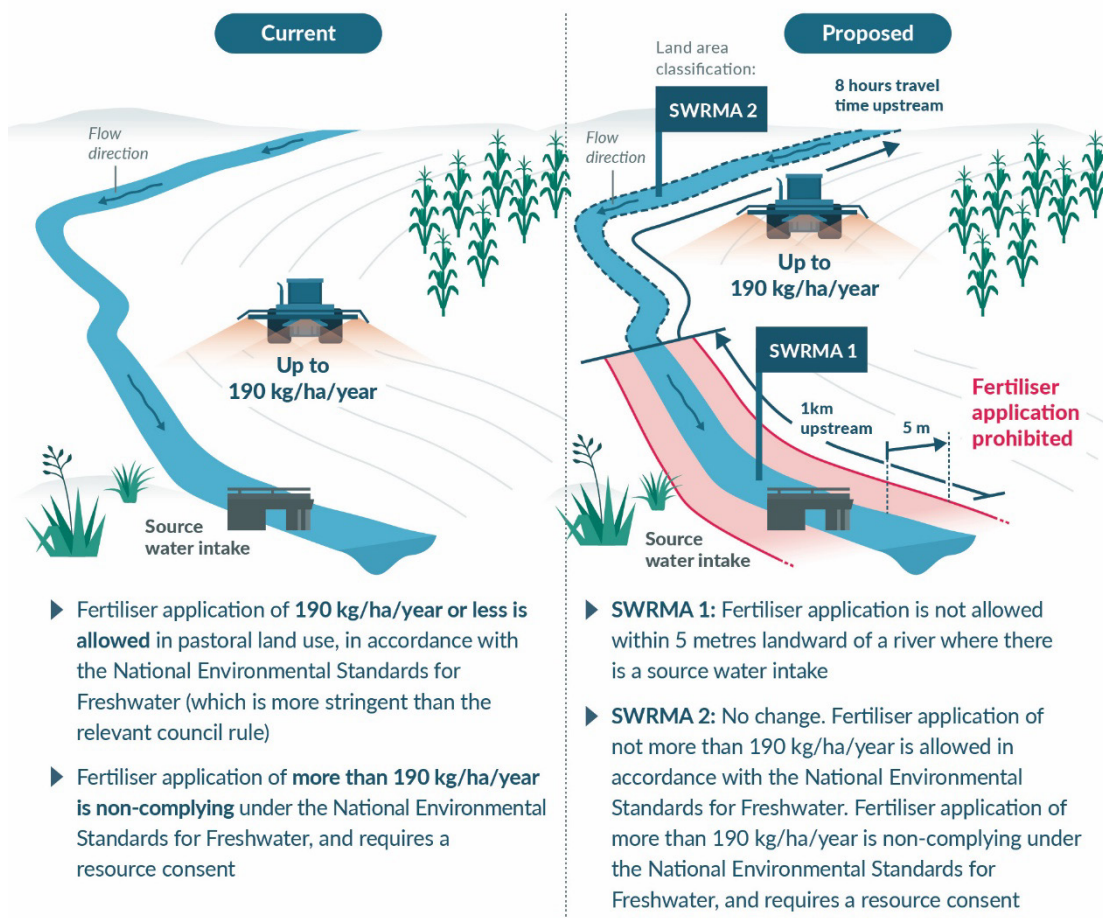 Current
Flow
direction
Up to
190 kg/ha/year
Source
water intake
Fertiliser application of 190 kg/ha/year or less is
allowed in pastoral land use, in accordance with
the National Environmental Standards for
Freshwater (which is more stringent than the
relevant council rule)
Fertiliser application of more than 190 kg/ha/year
is non-complying under the National Environmental
Standards for Freshwater, and requires a
resource consent
Proposed
Land area
classification:
SWRMA 2
8 hours travel
time upstream
Flow
direction
Up to
190 kg/ha/year
SWRMA 1
1km
upstream
5 m
Fertiliser
application
prohibited
Source
water intake
SWRMA 1: Fertiliser application is not allowed
within 5 metres landward of a river where there
is a source water intake
SWRMA 2: No change. Fertiliser application of
not more than 190 kg/ha/year is allowed in
accordance with the National Environmental
Standards for Freshwater. Fertiliser application of
more than 190 kg/ha/year is non-complying under
the National Environmental Standards for
Freshwater, and requires a resource consent